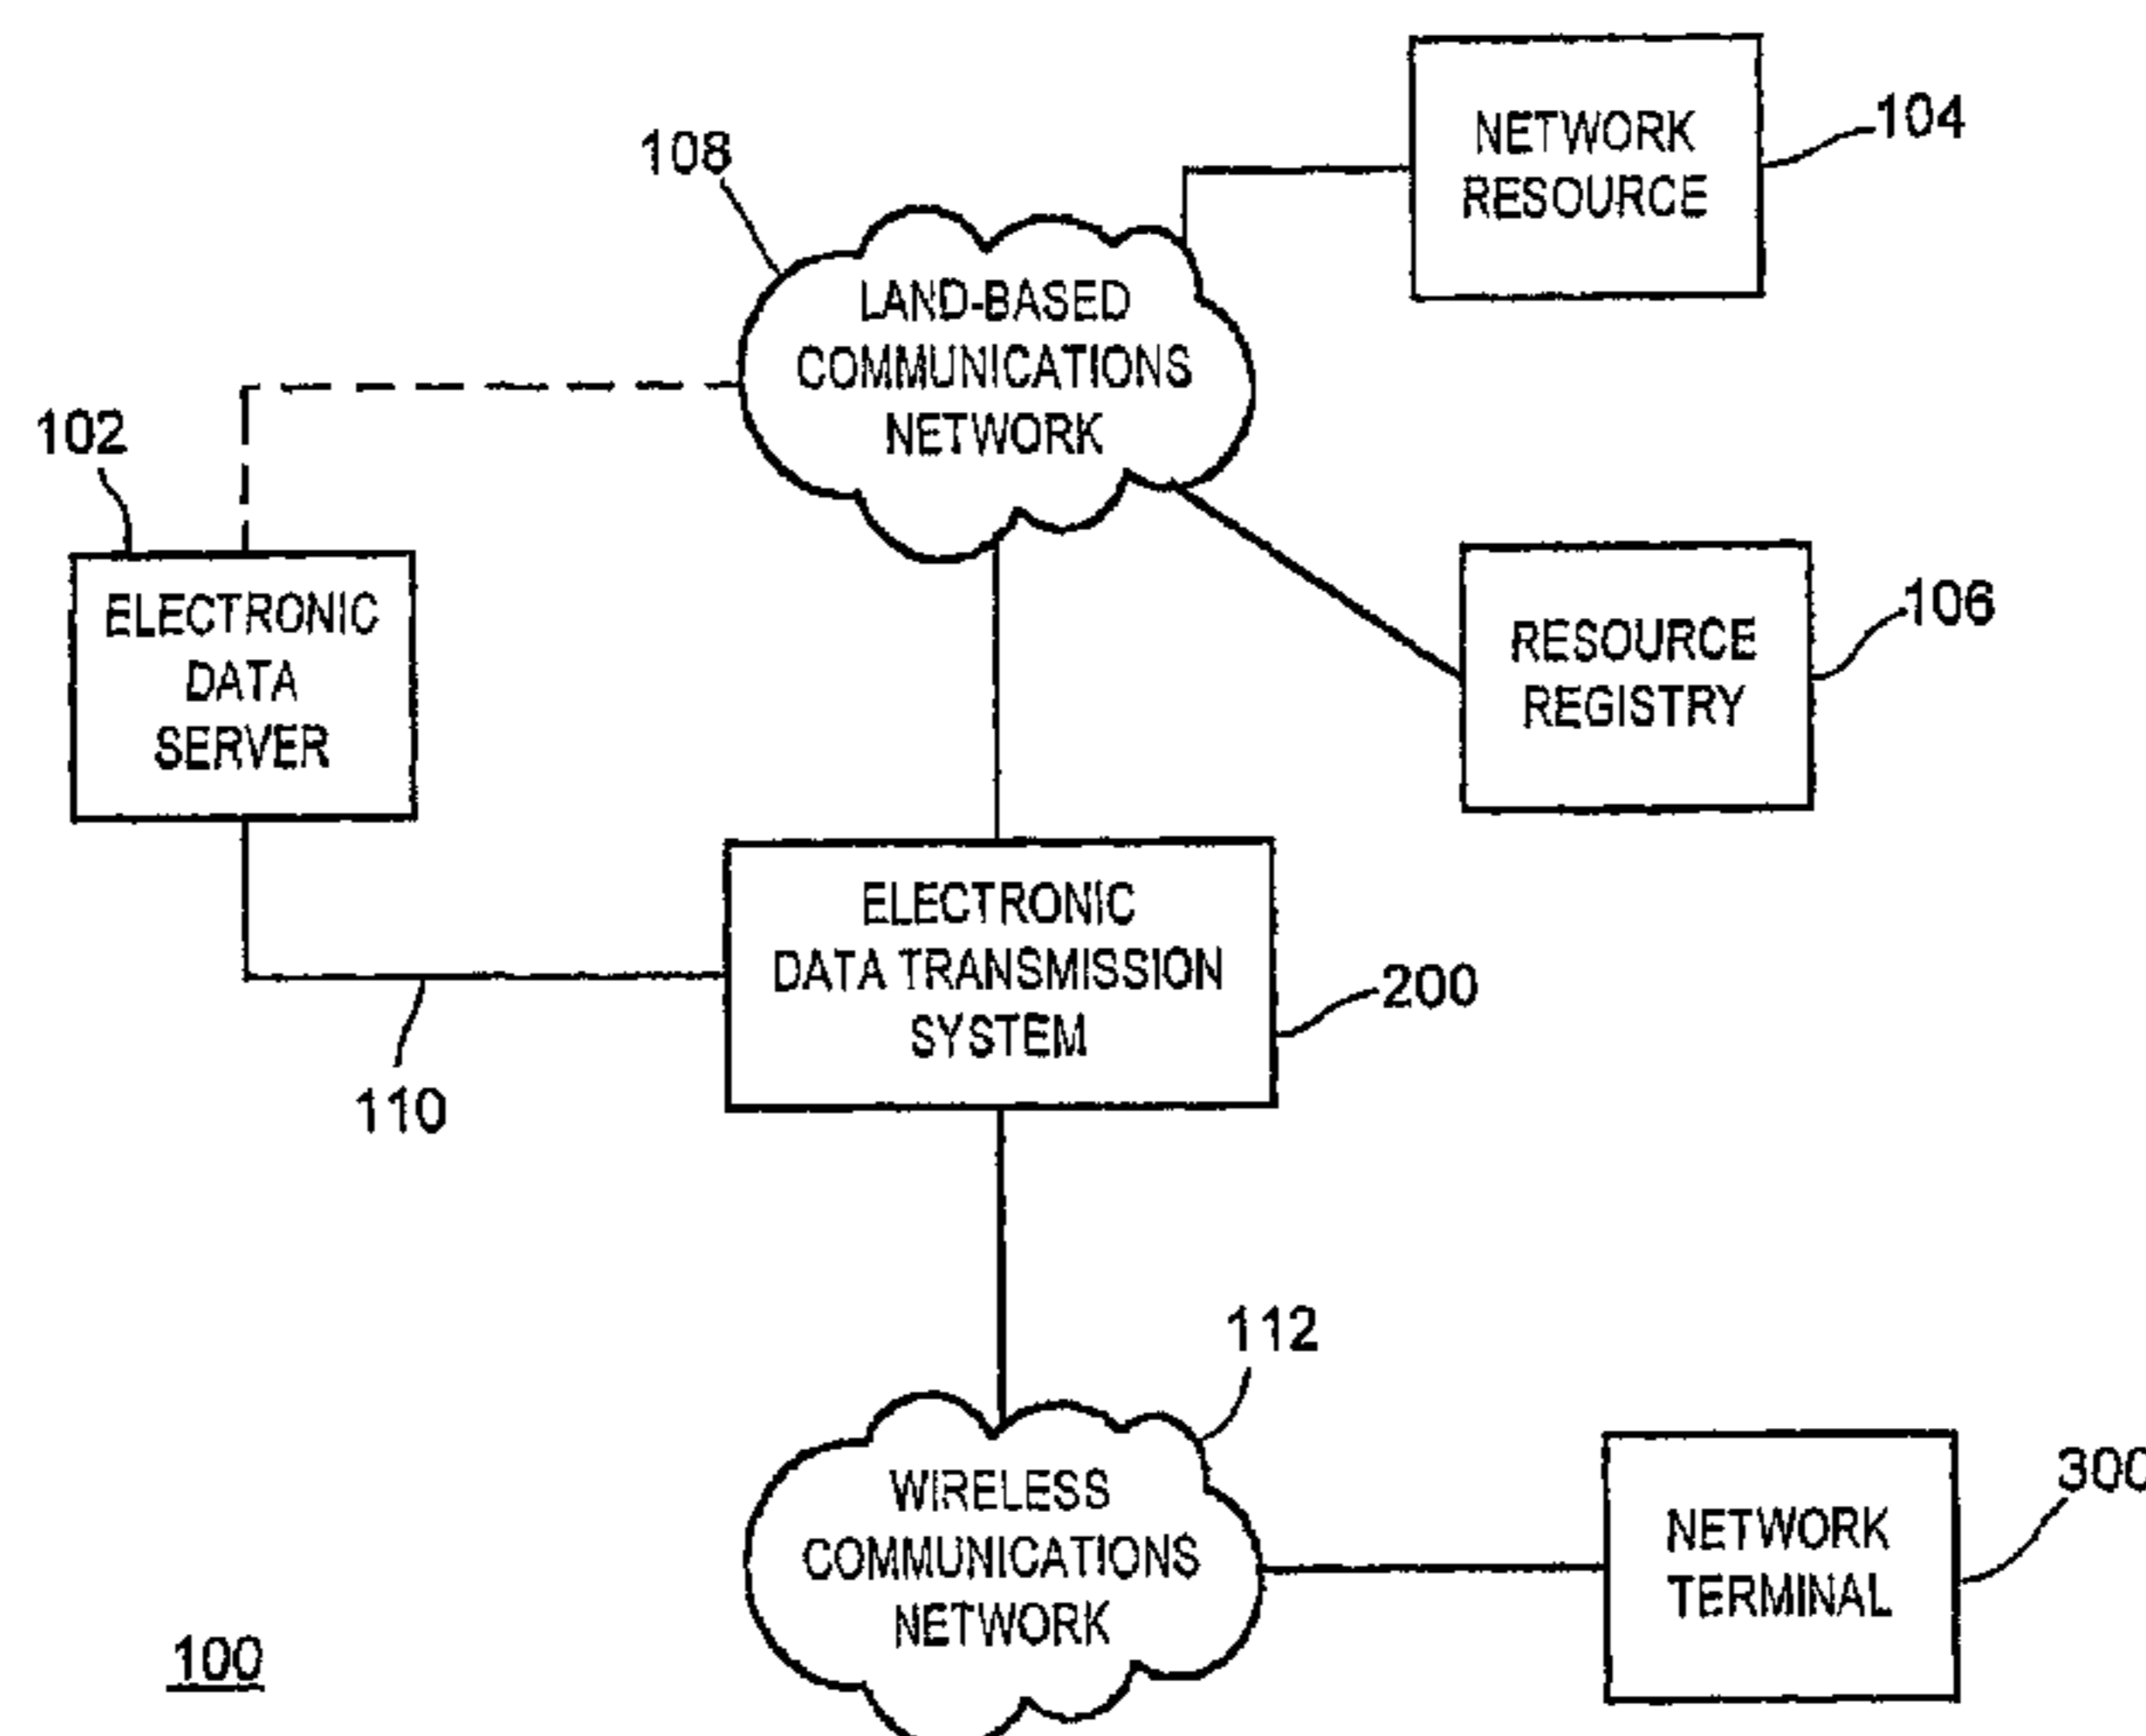 104
NETWORK
RESOURCE
108
LAND-BASED
COMMUNICATIONS
NETWORK
102
ELECTRONIC
DATA
SERVER
106
RESOURCE
REGISTRY
ELECTRONIC
DATA TRANSMISSION
SYSTEM
200
110
112
WIRELESS
COMMUNICATIONS
NETWORK
300
NETWORK
TERMINAL
100